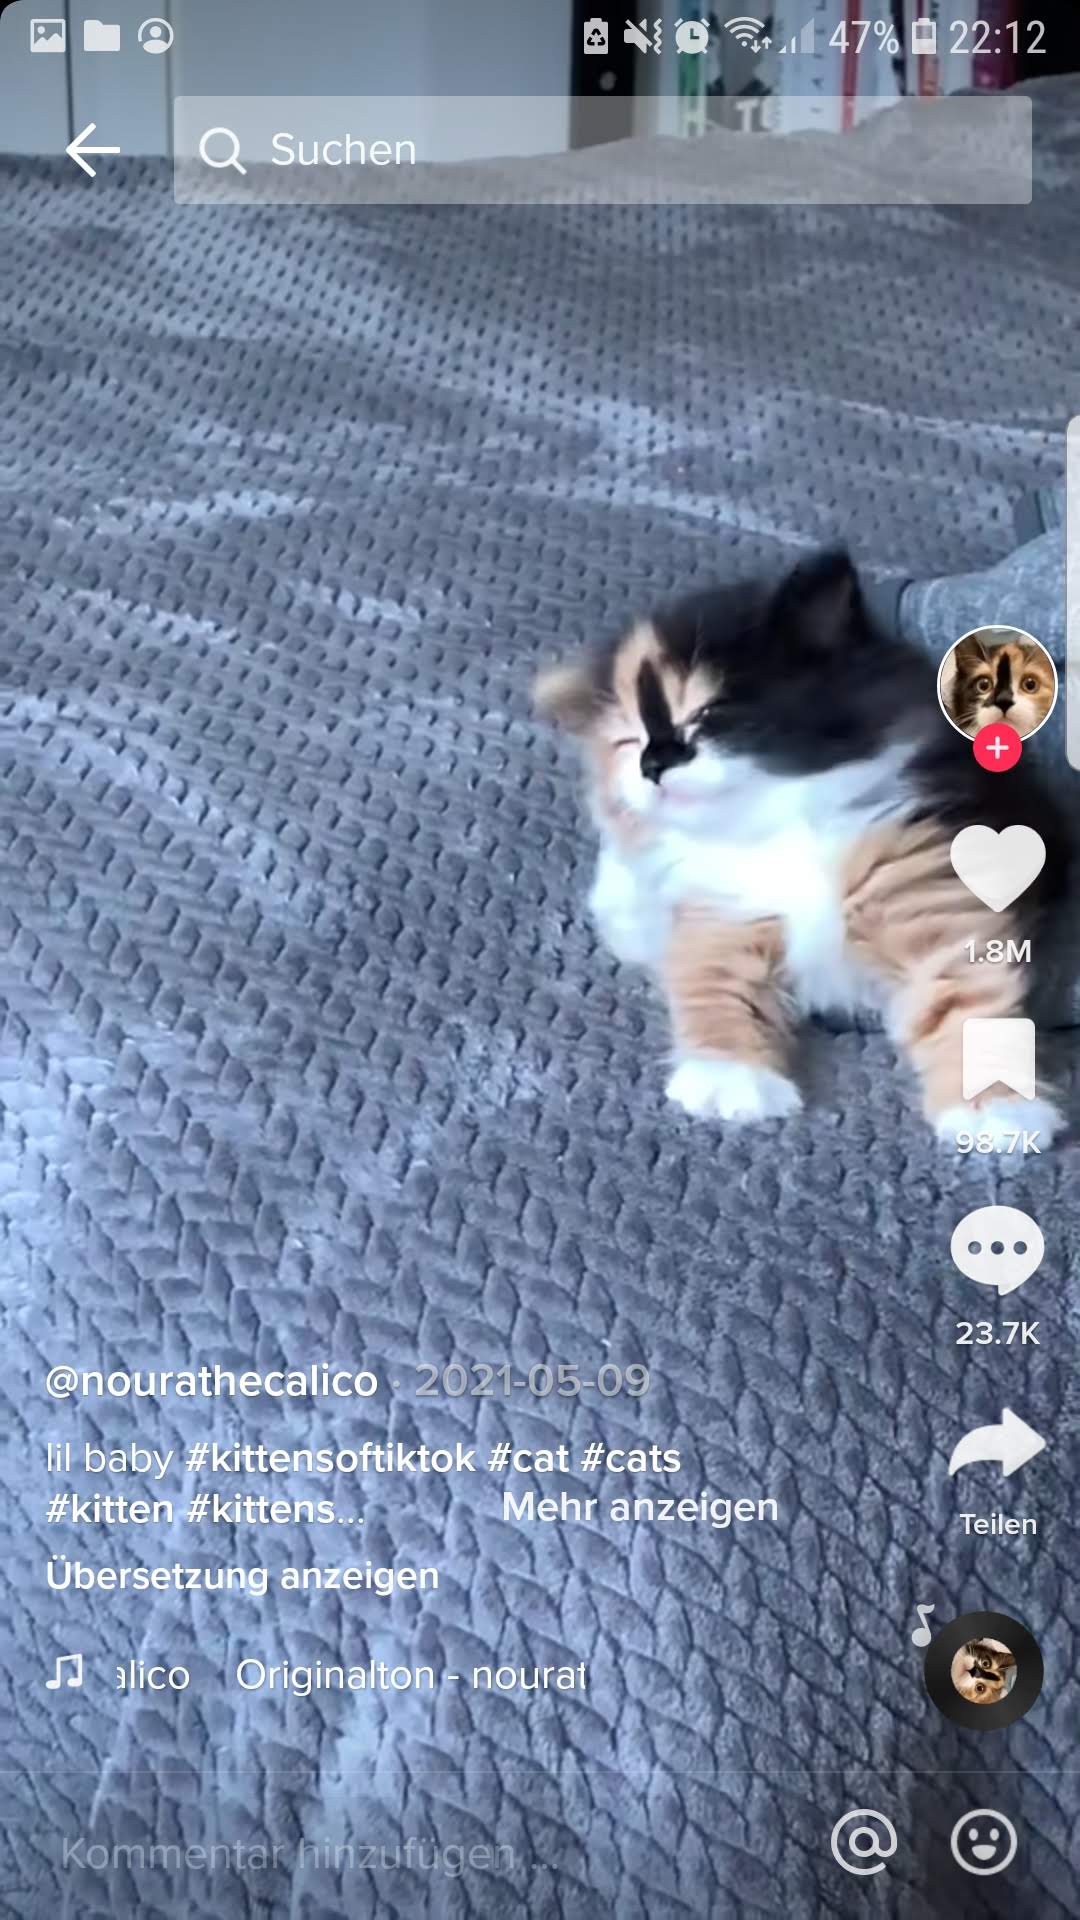 47% 22:12
Suchen
1.8M
98.7K
23.7K
@nourathecalico · 2021-05-09
lil baby #kittensoftiktok #cat #cats
#kitten #kittens... Mehr anzeigen
Teilen
Übersetzung anzeigen
alico Originalton - nourat
Kommentar hinzufügen ...